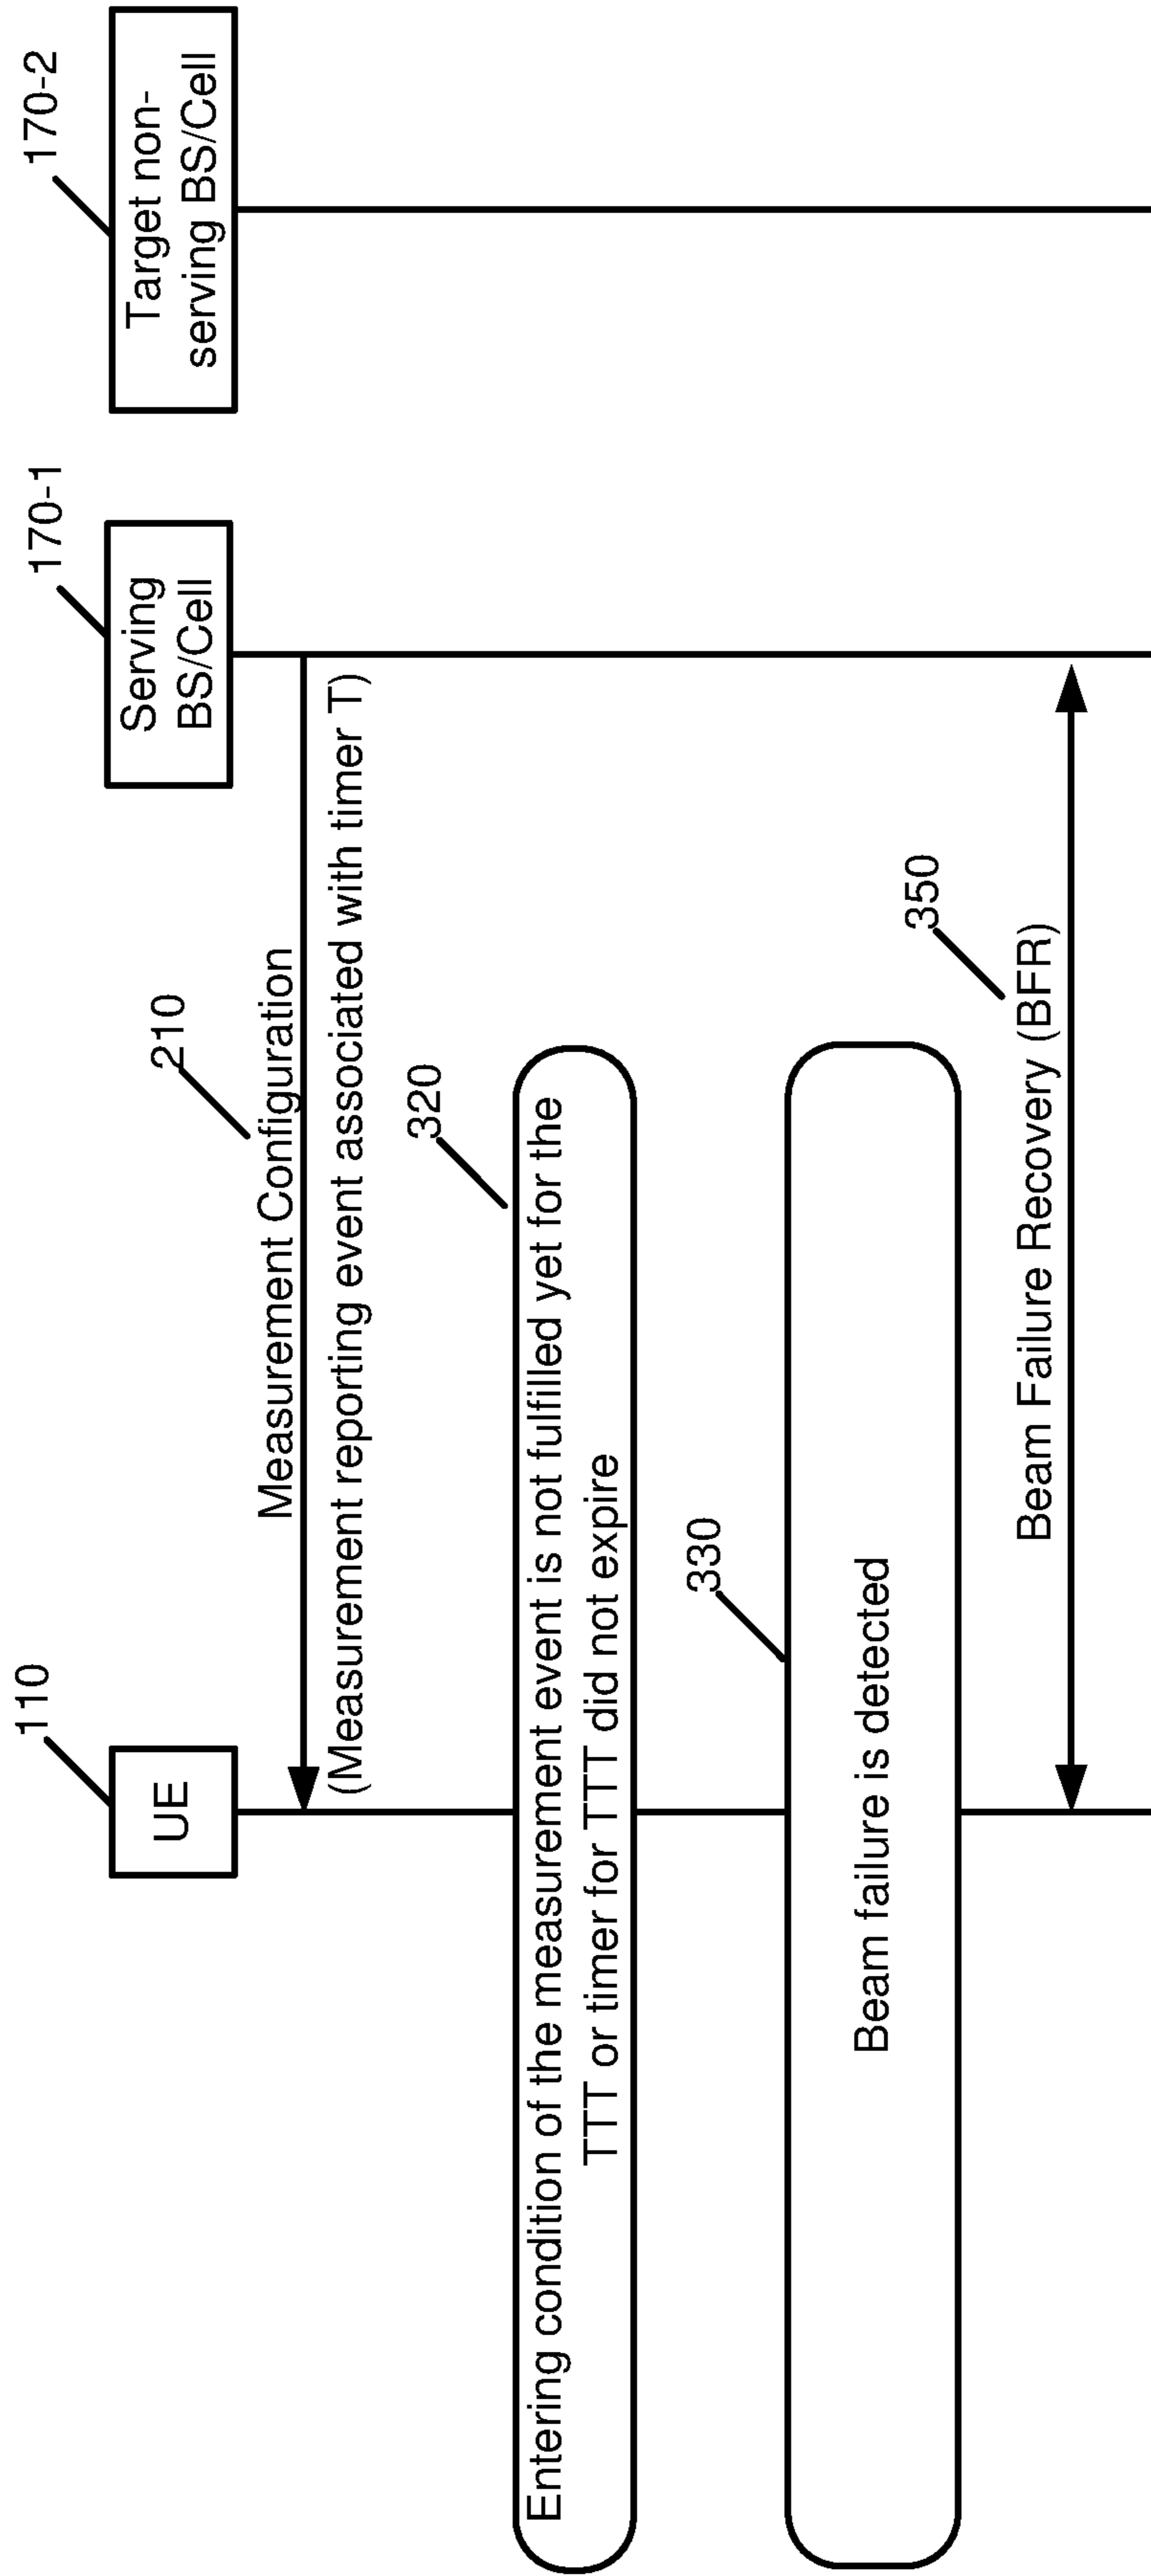 110
UE
170-1
Serving
BS/Cell
170-2
Target non-
serving BS/Cell
210
Measurement Configuration
(Measurement reporting event associated with timer T)
320
Entering condition of the measurement event is not fulfilled yet for the
TTT or timer for TTT did not expire
330
Beam failure is detected
350
Beam Failure Recovery (BFR)